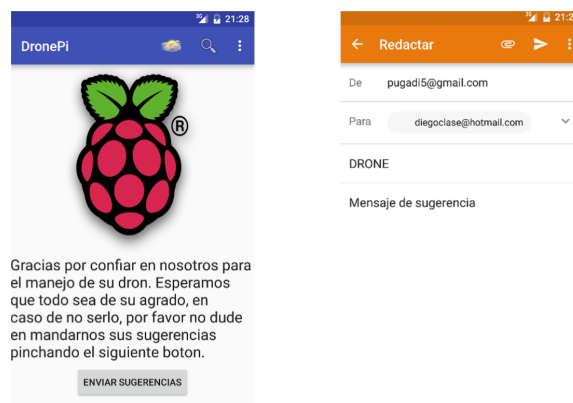 3G 21:28
DronePi
®
Gracias por confiar en nosotros para
el manejo de su dron. Esperamos
que todo sea de su agrado, en
caso de no serlo, por favor no dude
en mandarnos sus sugerencias
pinchando el siguiente boton.
ENVIAR SUGERENCIAS
3G
Redactar
De pugadi5@gmail.com
Para diegoclase@hotmail.com
DRONE
Mensaje de sugerencia